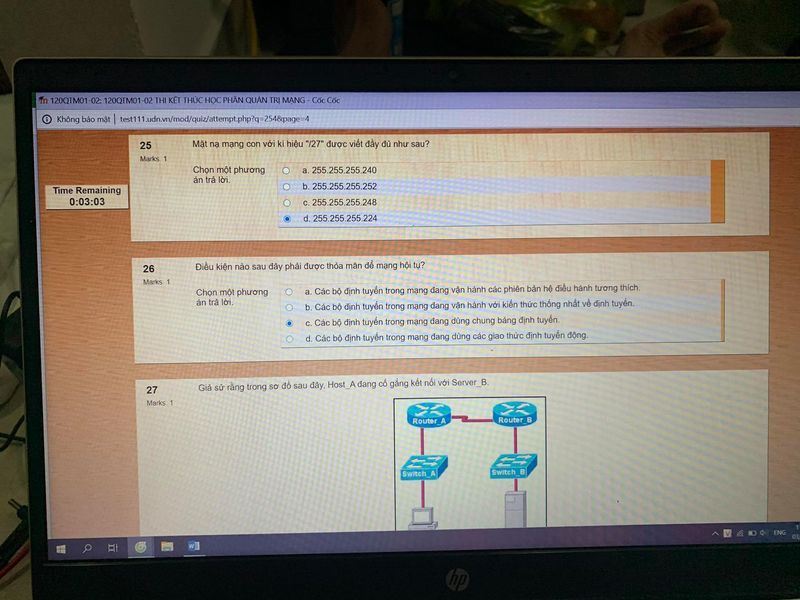 120QTM01-02: 120QTM01-02 THI KẾT THÚC HỌC PHẦN QUẢN TRỊ MẠNG - Cốc Cốc
Không bảo mật | test111.udn.vn/mod/quiz/attempt.php?q=254&page=4
Time Remaining
0:03:03
25
Marks: 1
Mặt nạ mạng con với kí hiệu "/27" được viết đầy đủ như sau?
Chọn một phương
án trả lời.
a. 255.255.255.240
b. 255.255.255.252
c. 255.255.255.248
d. 255.255.255.224
26
Marks: 1
Điều kiện nào sau đây phải được thỏa mãn để mạng hội tụ?
Chọn một phương
án trả lời.
a. Các bộ định tuyến trong mạng đang vận hành các phiên bản hệ điều hành tương thích.
b. Các bộ định tuyến trong mạng đang vận hành với kiến thức thống nhất về định tuyến.
c. Các bộ định tuyến trong mạng đang dùng chung bảng định tuyến.
d. Các bộ định tuyến trong mạng đang dùng các giao thức định tuyến động.
27
Marks: 1
Giả sử rằng trong sơ đồ sau đây, Host_A đang cố gắng kết nối với Server_B.
Router_A
Router_B
Switch_A
Switch_B
ENG
hp